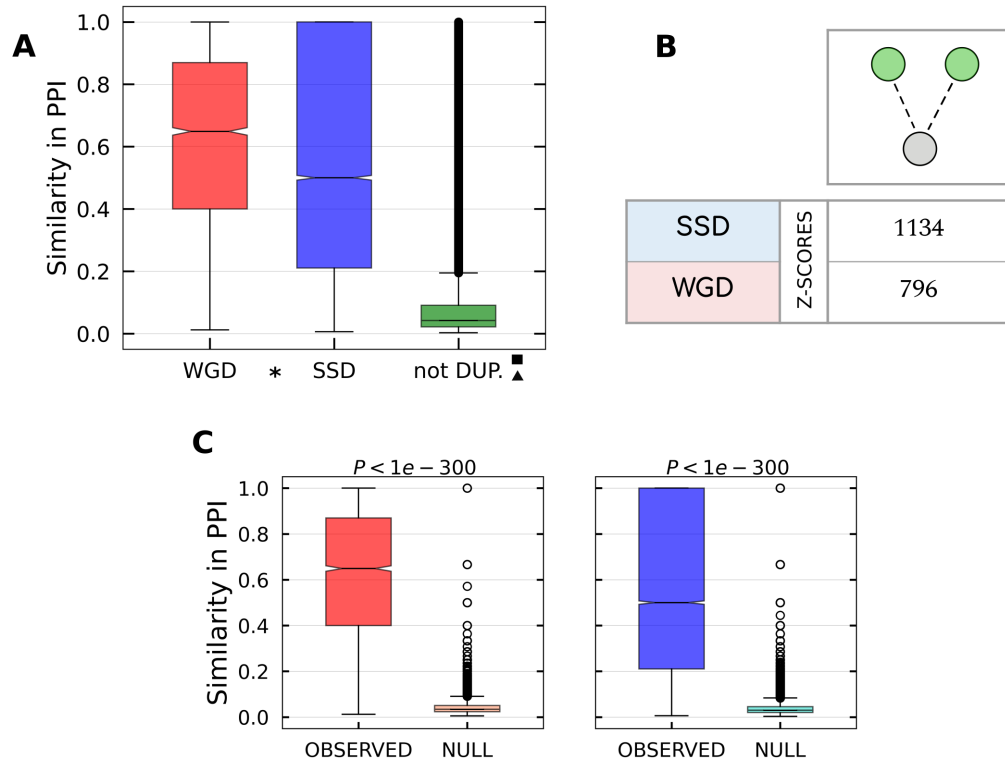 A
Similarity in PPI
1.0
0.8
0.6
0.4
0.2
0.0
WGD * SSD not DUP. ■ ▲
B
SSD
WGD
Z-SCORES
1134
796
C
P < 1e − 300
Similarity in PPI
1.0
0.8
0.6
0.4
0.2
0.0
OBSERVED NULL
P < 1e − 300
OBSERVED NULL